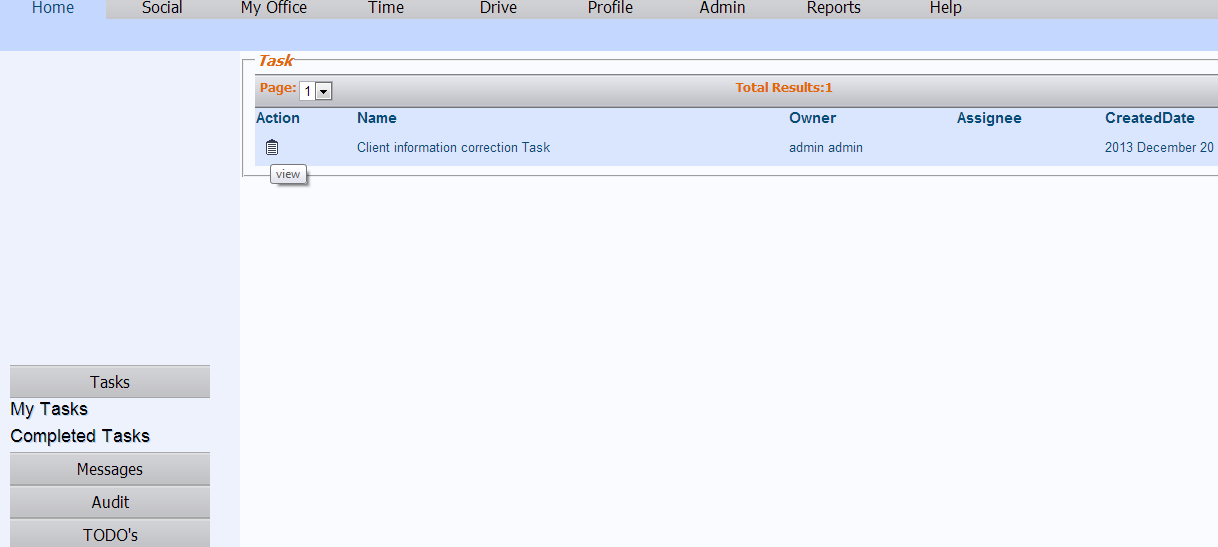 Home Social My Office Time Drive Profile Admin Reports Help
Task
Page: 1 Total Results:1
Action Name Owner Assignee CreatedDate
Client information correction Task admin admin 2013 December 20
view
Tasks
My Tasks
Completed Tasks
Messages
Audit
TODO's